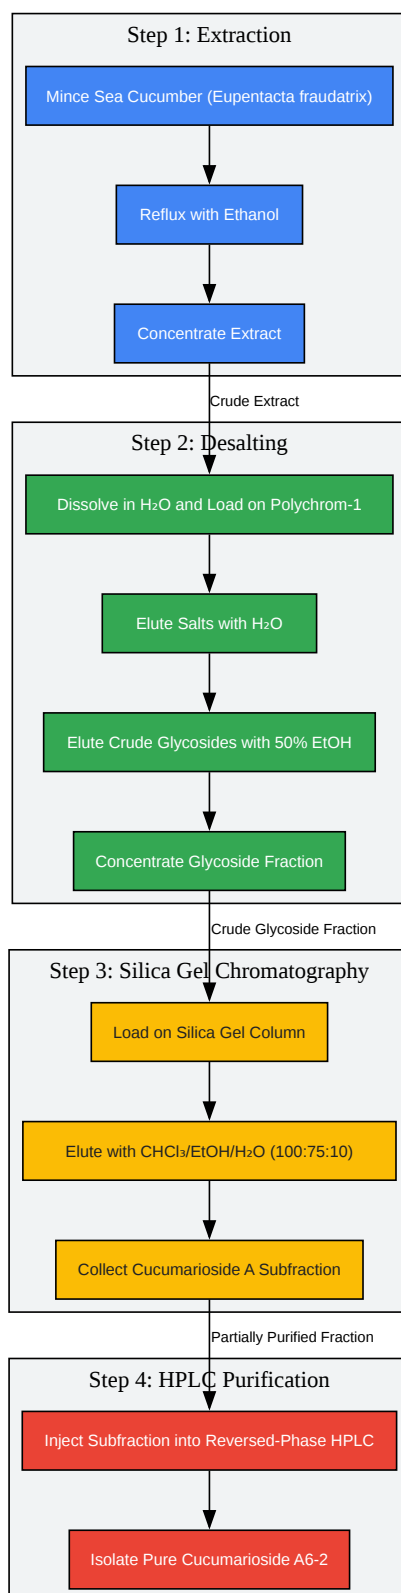 Step 1: Extraction
Mince Sea Cucumber (Eupentacta fraudatrix)
Reflux with Ethanol
Concentrate Extract
Crude Extract
Step 2: Desalting
Dissolve in H₂O and Load on Polychrom-1
Elute Salts with H₂O
Elute Crude Glycosides with 50% EtOH
Concentrate Glycoside Fraction
Crude Glycoside Fraction
Step 3: Silica Gel Chromatography
Load on Silica Gel Column
Elute with CHCl₃/EtOH/H₂O (100:75:10)
Collect Cucumarioside A Subfraction
Partially Purified Fraction
Step 4: HPLC Purification
Inject Subfraction into Reversed-Phase HPLC
Isolate Pure Cucumarioside A6-2